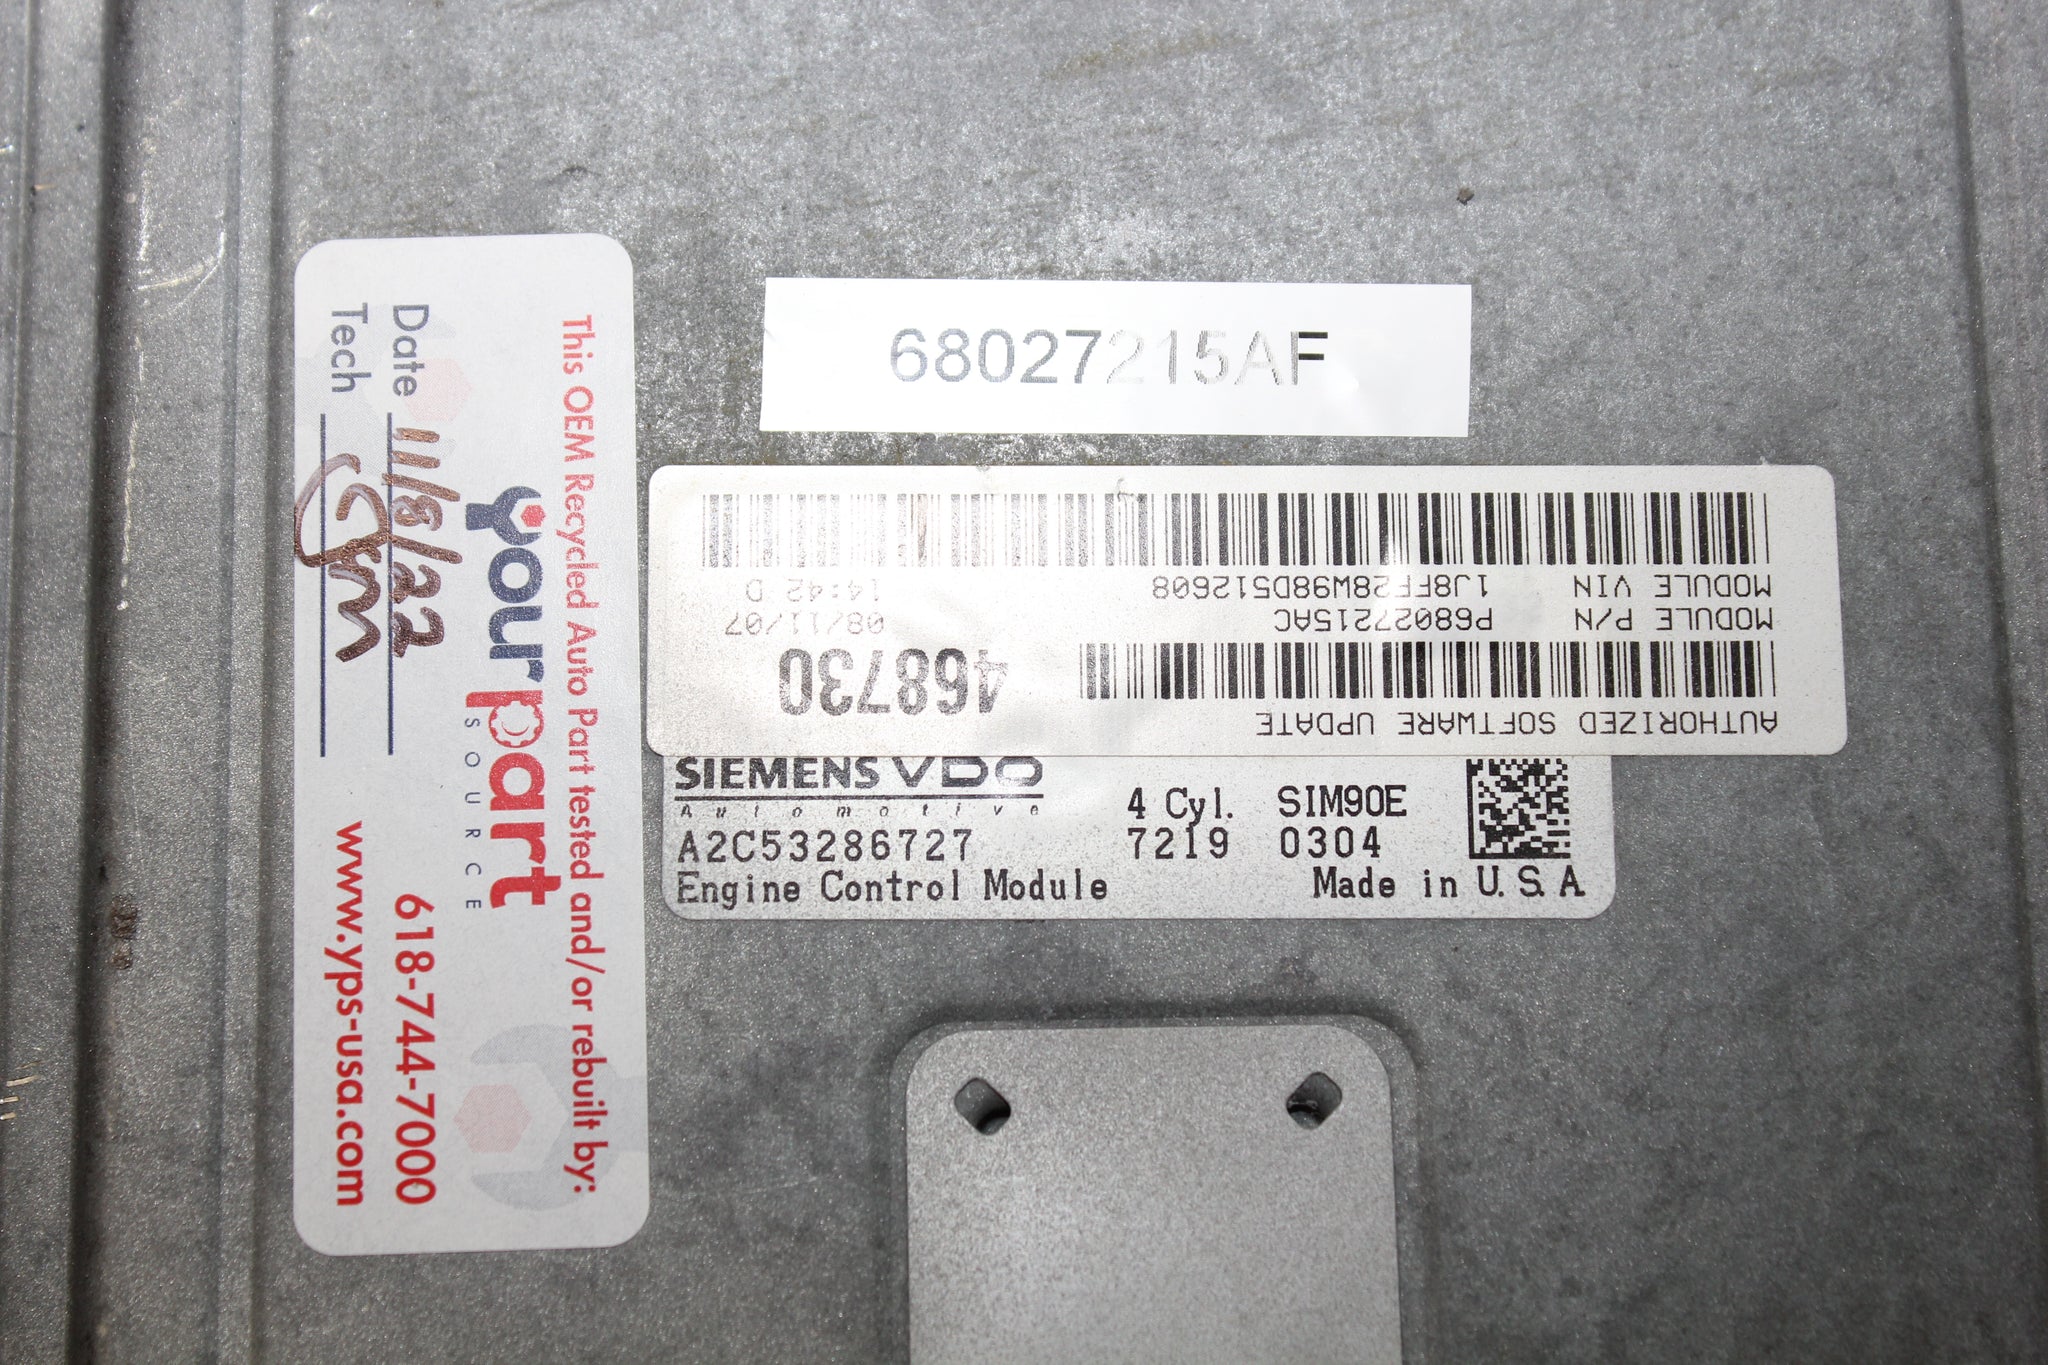 68027215AF
AUTHORIZED SOFTWARE UPDATE
468730
MODULE P/N P68027215AC 08/11/07
MODULE VIN 1J8FF28W98D512608 14:42 D
SIEMENS VDO
Automotive
4 Cyl. SIM90E
A2C53286727 7219 0304
Engine Control Module Made in U.S.A
This OEM Recycled Auto Part tested and/or rebuilt by:
Your part
SOURCE
Date 11/8/22 618-744-7000
Tech www.yps-usa.com